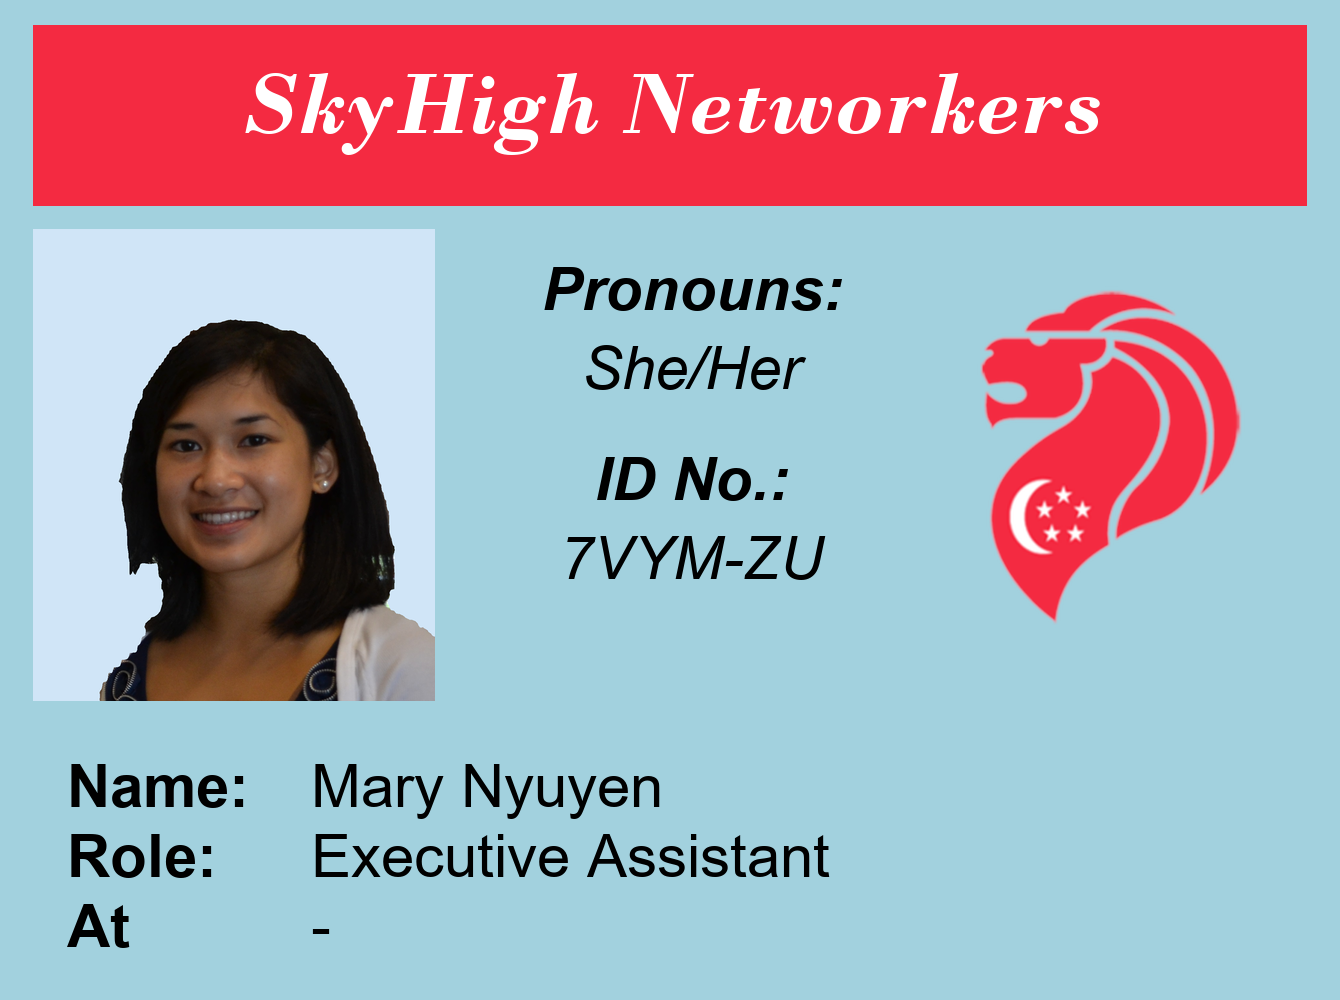 SkyHigh Networkers
Pronouns:
She/Her
ID No.:
7VYM-ZU
Name: Mary Nyuyen
Role: Executive Assistant
At -